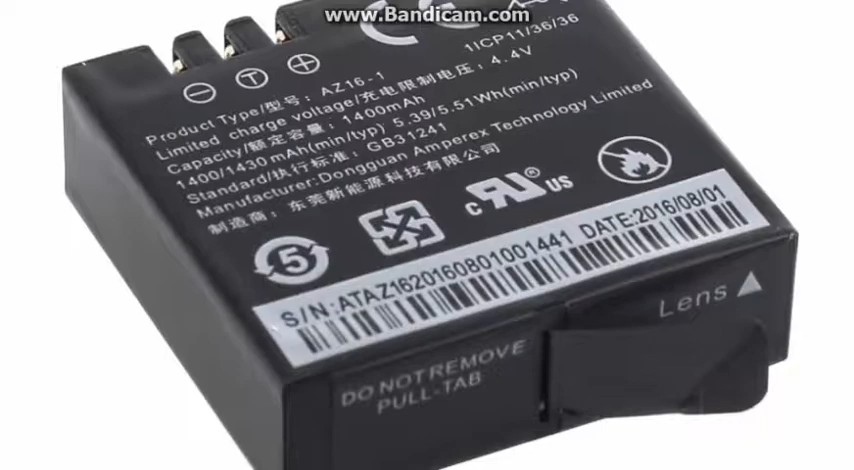 www.Bandicam.com
CE
1ICP11/36/36
− T +
Product Type/型号: AZ16-1
Limited charge voltage/充电限制电压: 4.4V
Capacity/额定容量: 1400mAh
1400/1430mAh(min/typ) 5.39/5.51Wh(min/typ)
Standard/执行标准: GB31241
Manufacturer:Dongguan Amperex Technology Limited
制造商: 东莞新能源科技有限公司
5
c RU US
S/N:ATAZ1620160801001441 DATE:2016/08/01
Lens
DO NOT REMOVE
PULL-TAB